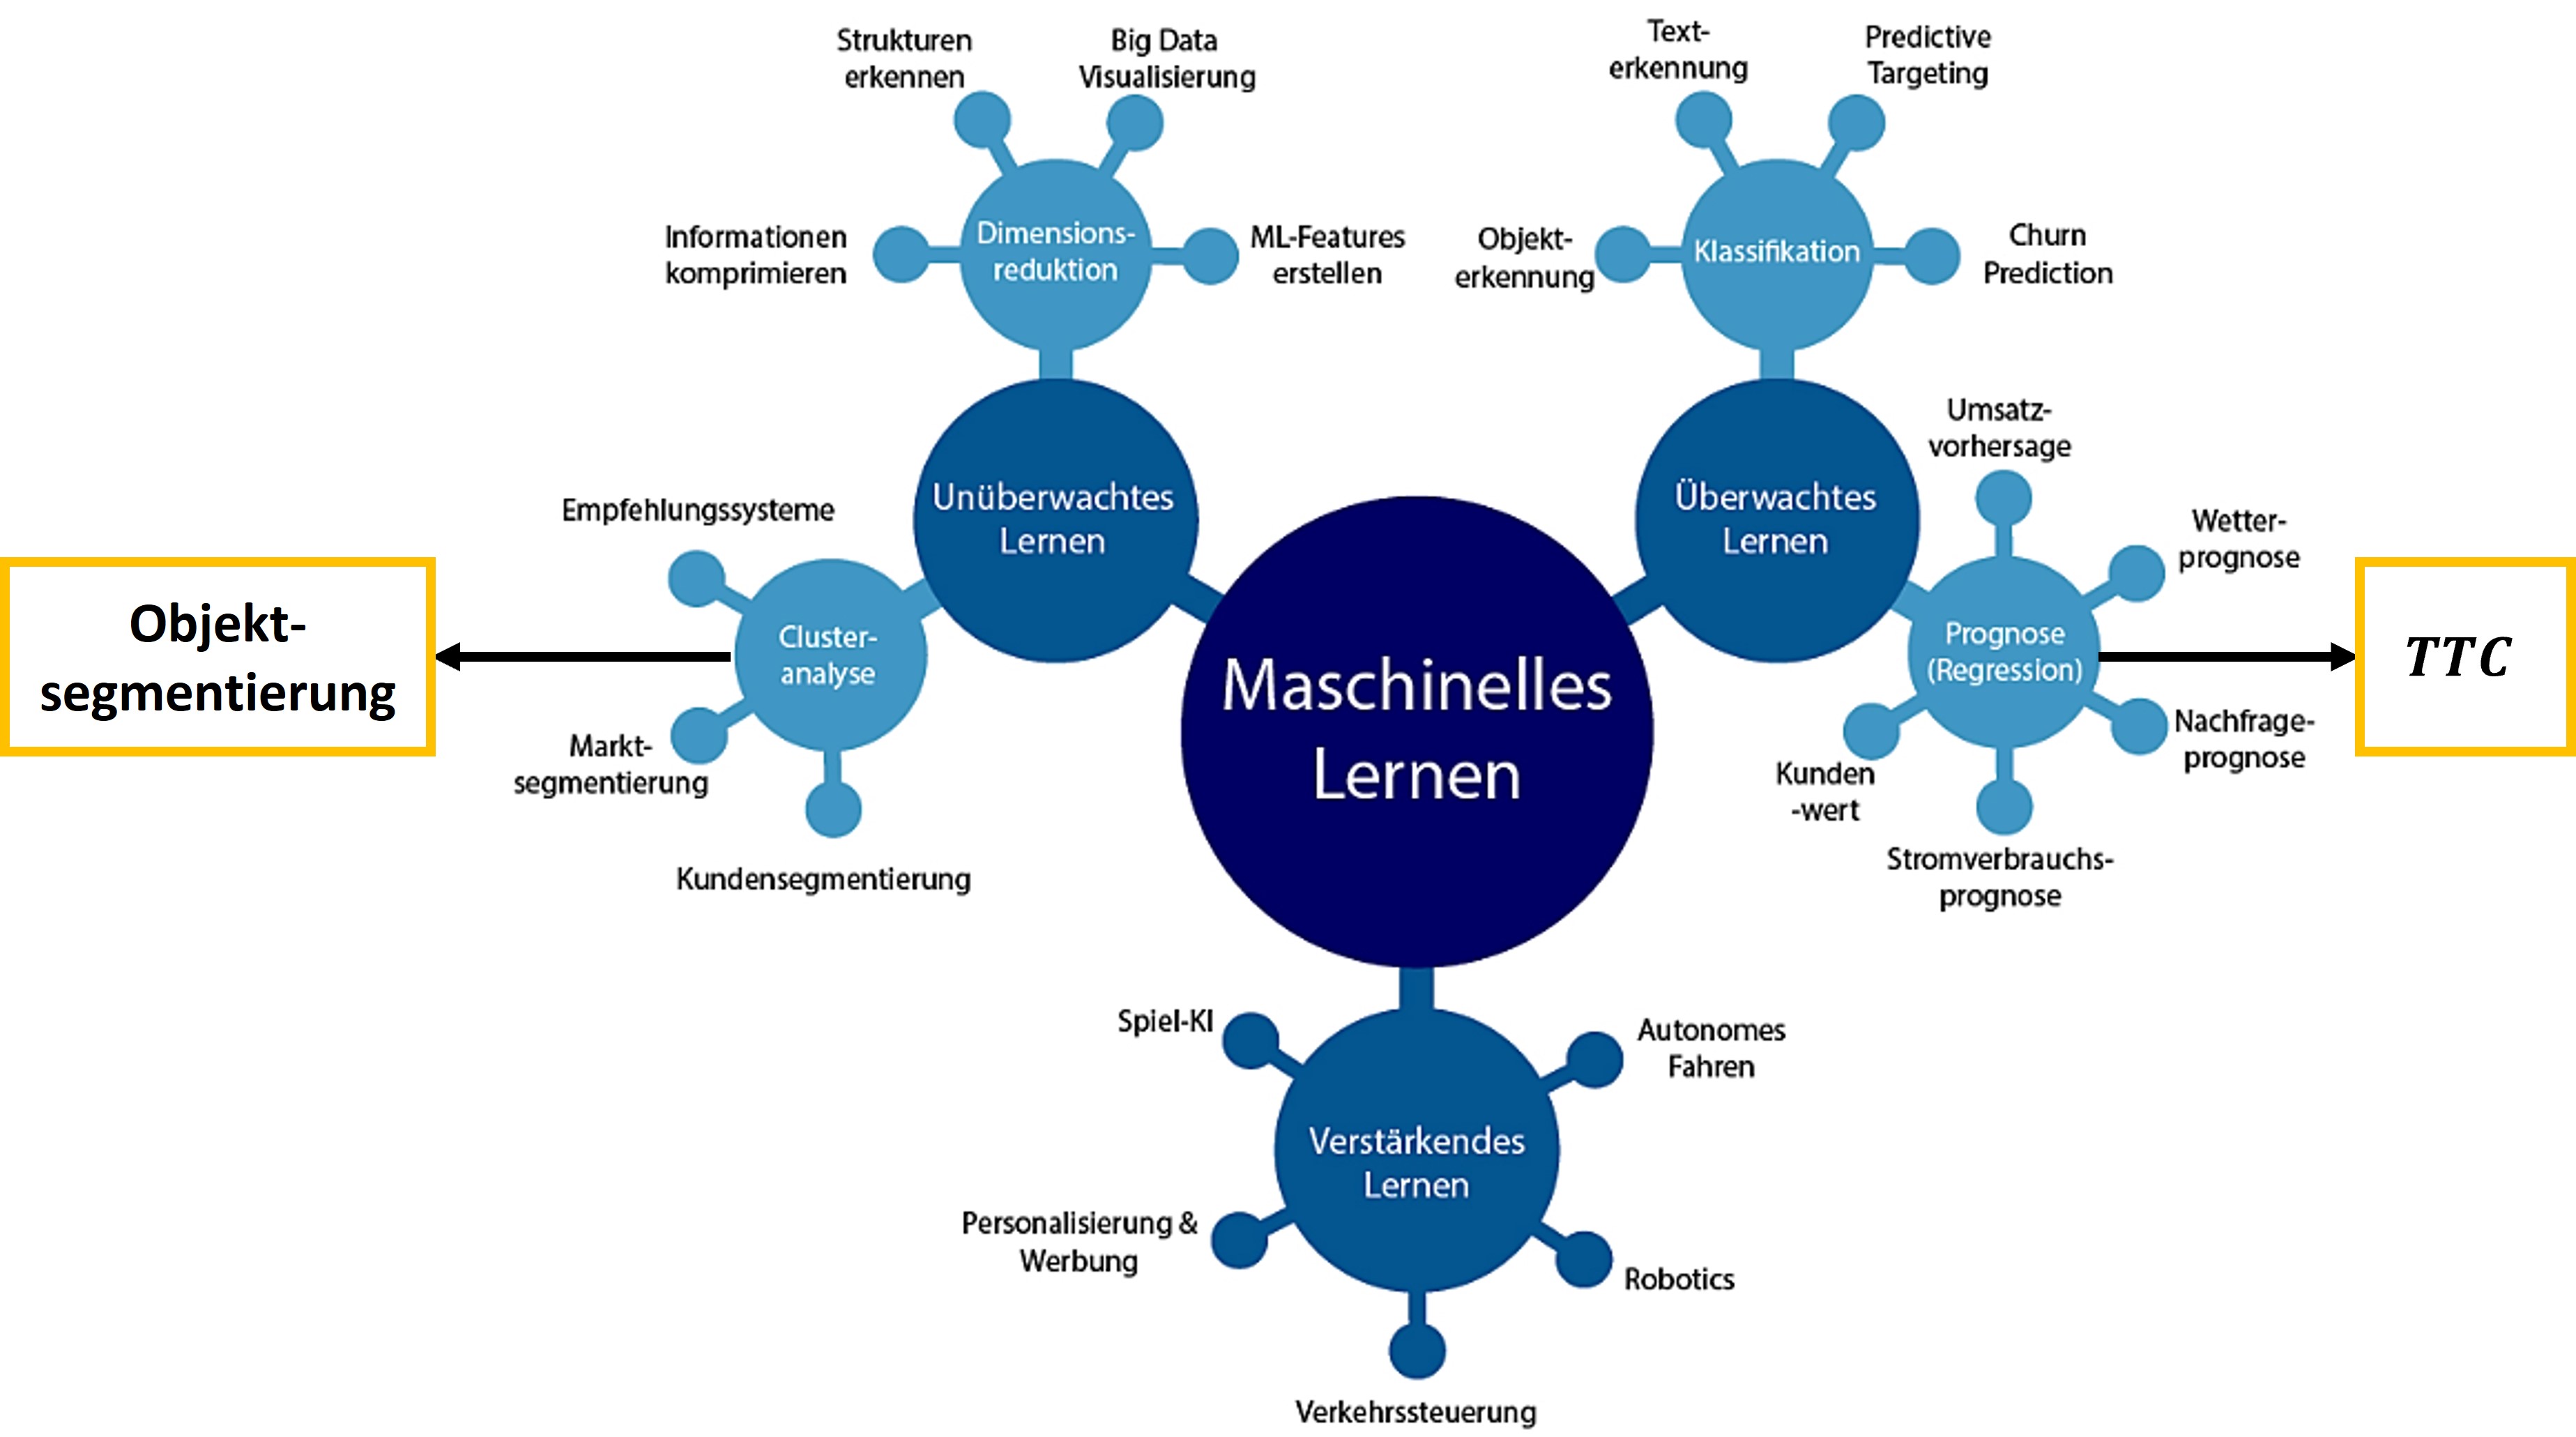 Strukturen
erkennen
Big Data
Visualisierung
Informationen
komprimieren
Dimensions-
reduktion
ML-Features
erstellen
Text-
erkennung
Predictive
Targeting
Objekt-
erkennung
Klassifikation
Churn
Prediction
Unüberwachtes
Lernen
Überwachtes
Lernen
Empfehlungssysteme
Cluster-
analyse
Markt-
segmentierung
Kundensegmentierung
Objekt-
segmentierung
Maschinelles
Lernen
Umsatz-
vorhersage
Wetter-
prognose
Prognose
(Regression)
Nachfrage-
prognose
Kunden
-wert
Stromverbrauchs-
prognose
TTC
Spiel-KI
Autonomes
Fahren
Verstärkendes
Lernen
Personalisierung &
Werbung
Robotics
Verkehrssteuerung